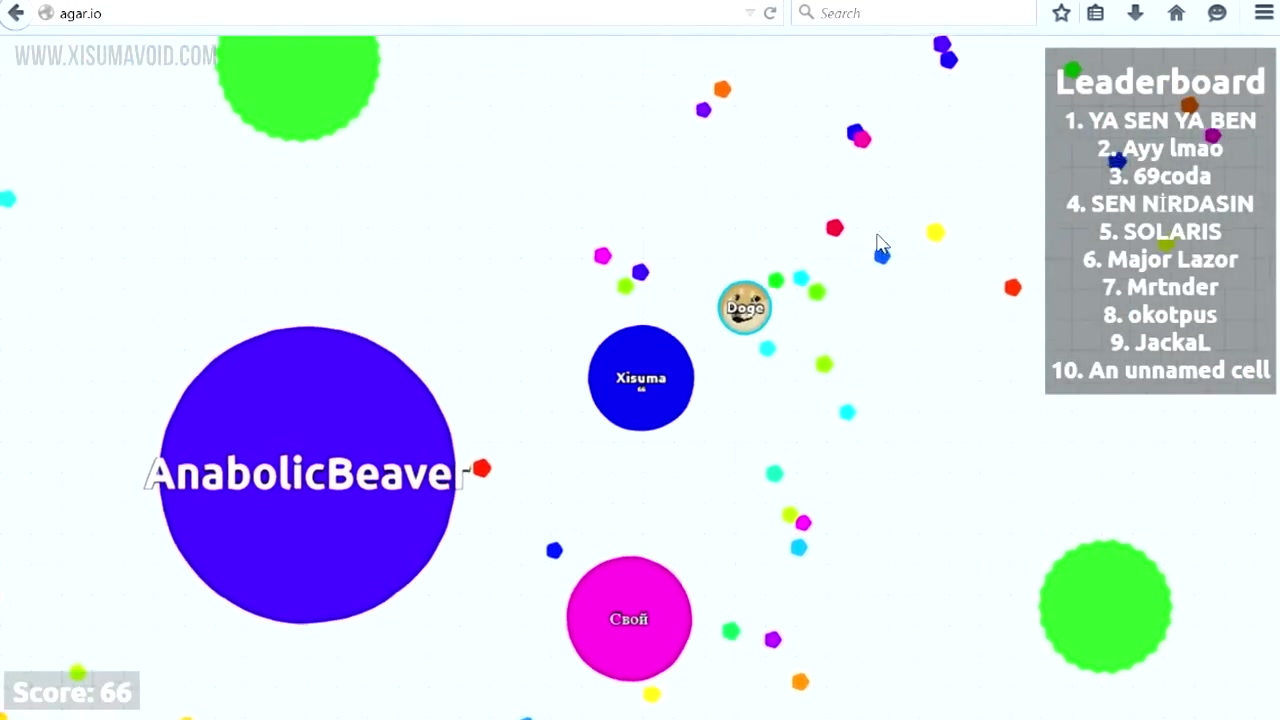 agar.io
Search
WWW.XISUMAVOID.COM
Leaderboard
1. YA SEN YA BEN
2. Ayy lmao
3. 69coda
4. SEN NİRDASIN
5. SOLARIS
6. Major Lazor
7. Mrtnder
8. okotpus
9. JackaL
10. An unnamed cell
Doge
Xisuma
66
AnabolicBeaver
Свой
Score: 66